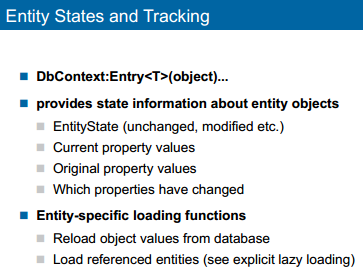 Entity States and Tracking
DbContext:Entry<T>(object)...
provides state information about entity objects
EntityState (unchanged, modified etc.)
Current property values
Original property values
Which properties have changed
Entity-specific loading functions
Reload object values from database
Load referenced entities (see explicit lazy loading)